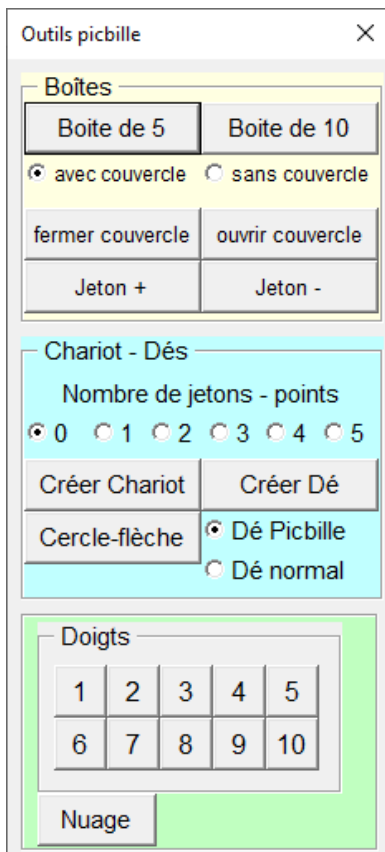 Outils picbille
Boîtes
Boite de 5 Boite de 10
avec couvercle sans couvercle
fermer couvercle ouvrir couvercle
Jeton + Jeton -
Chariot - Dés
Nombre de jetons - points
0 1 2 3 4 5
Créer Chariot Créer Dé
Cercle-flèche Dé Picbille
Dé normal
Doigts
1 2 3 4 5
6 7 8 9 10
Nuage